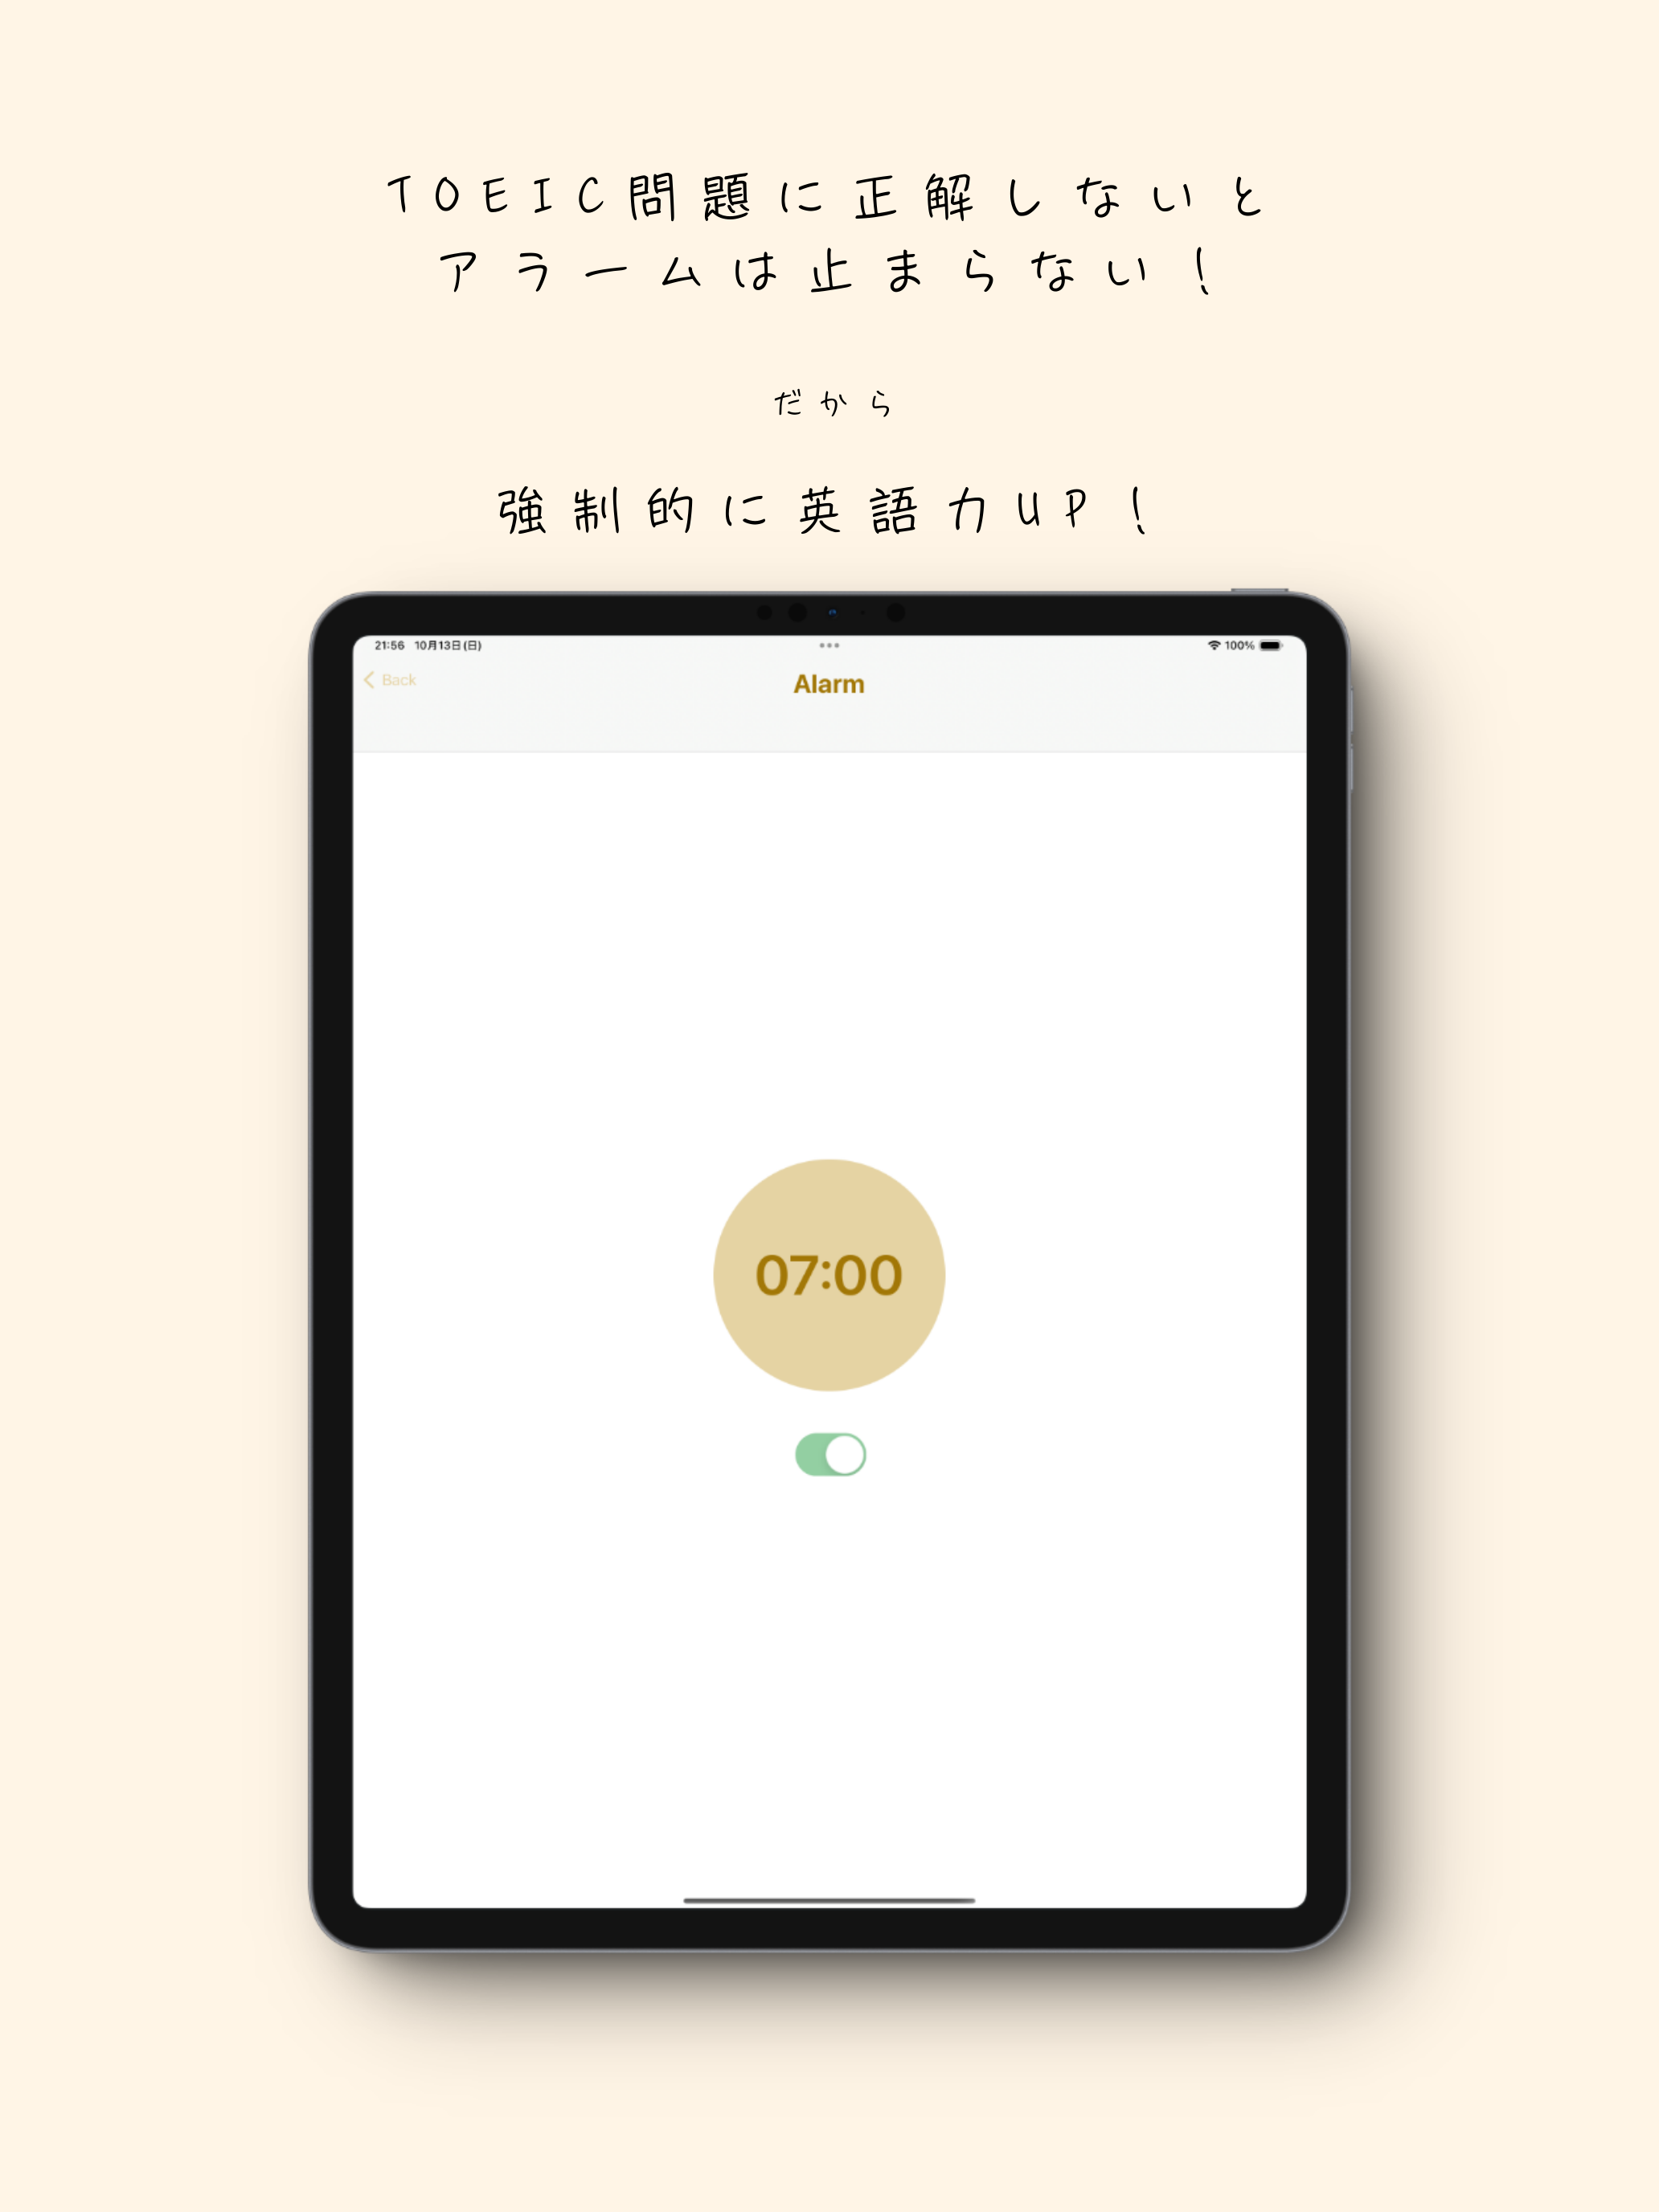 TOEIC問題に正解しないと
アラームは止まらない！
だから
強制的に英語力UP！
21:56 10月13日(日)
100%
Back
Alarm
07:00